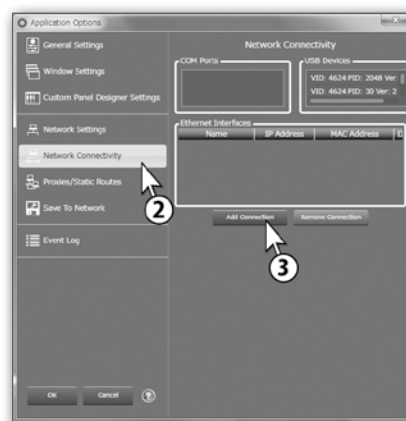 Application Options
General Settings
Window Settings
Custom Panel Designer Settings
Network Settings
Network Connectivity
Proxies/Static Routes
Save To Network
Event Log
OK
Cancel
?
2
Network Connectivity
COM Ports
USB Devices
VID: 4624 PID: 2048 Ver:
VID: 4624 PID: 30 Ver: 2
Ethernet Interfaces
Name IP Address MAC Address D
Add Connection Remove Connection
3